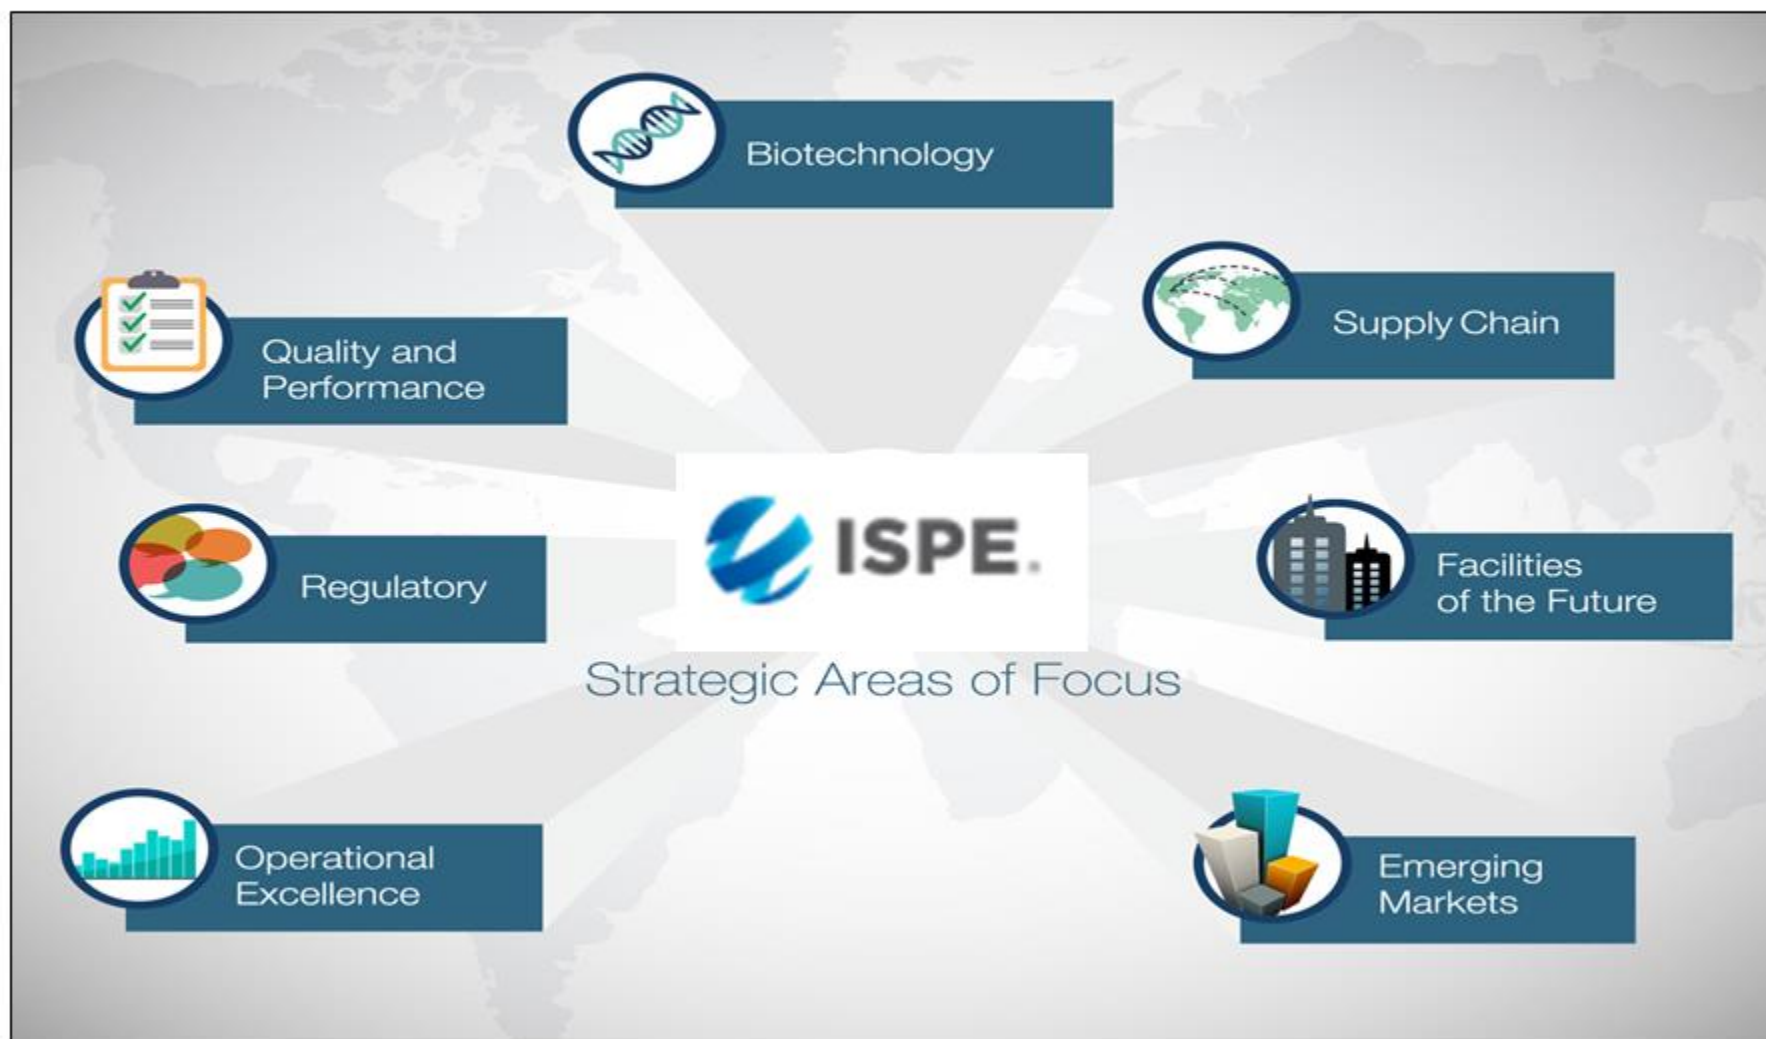 Biotechnology
Supply Chain
Quality and
Performance
ISPE.
Facilities
of the Future
Regulatory
Strategic Areas of Focus
Operational
Excellence
Emerging
Markets